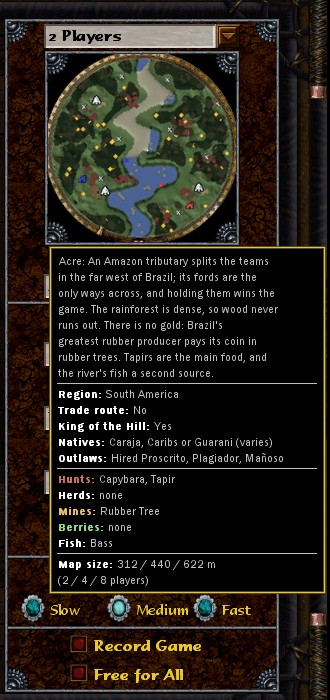 2 Players
Acre: An Amazon tributary splits the teams
in the far west of Brazil; its fords are the
only ways across, and holding them wins the
game. The rainforest is dense, so wood never
runs out. There is no gold: Brazil's
greatest rubber producer pays its coin in
rubber trees. Tapirs are the main food, and
the river's fish a second source.
Region: South America
Trade route: No
King of the Hill: Yes
Natives: Caraja, Caribs or Guarani (varies)
Outlaws: Hired Proscrito, Plagiador, Mañoso
Hunts: Capybara, Tapir
Herds: none
Mines: Rubber Tree
Berries: none
Fish: Bass
Map size: 312 / 440 / 622 m
(2 / 4 / 8 players)
Slow Medium Fast
Record Game
Free for All